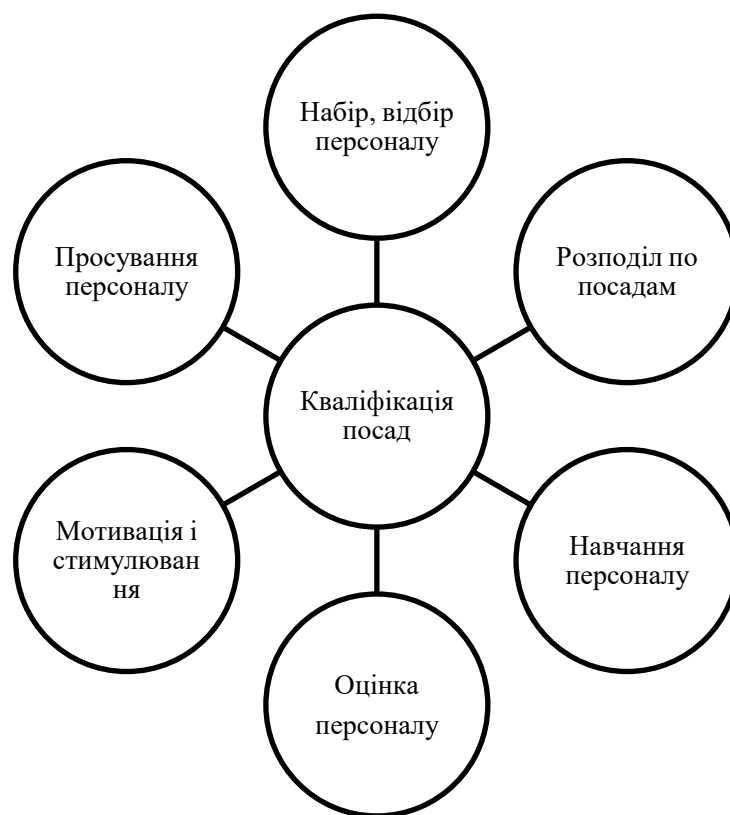 Набір, відбір
персоналу
Просування
персоналу
Розподіл по
посадам
Кваліфікація
посад
Мотивація і
стимулюван
ня
Навчання
персоналу
Оцінка
персоналу